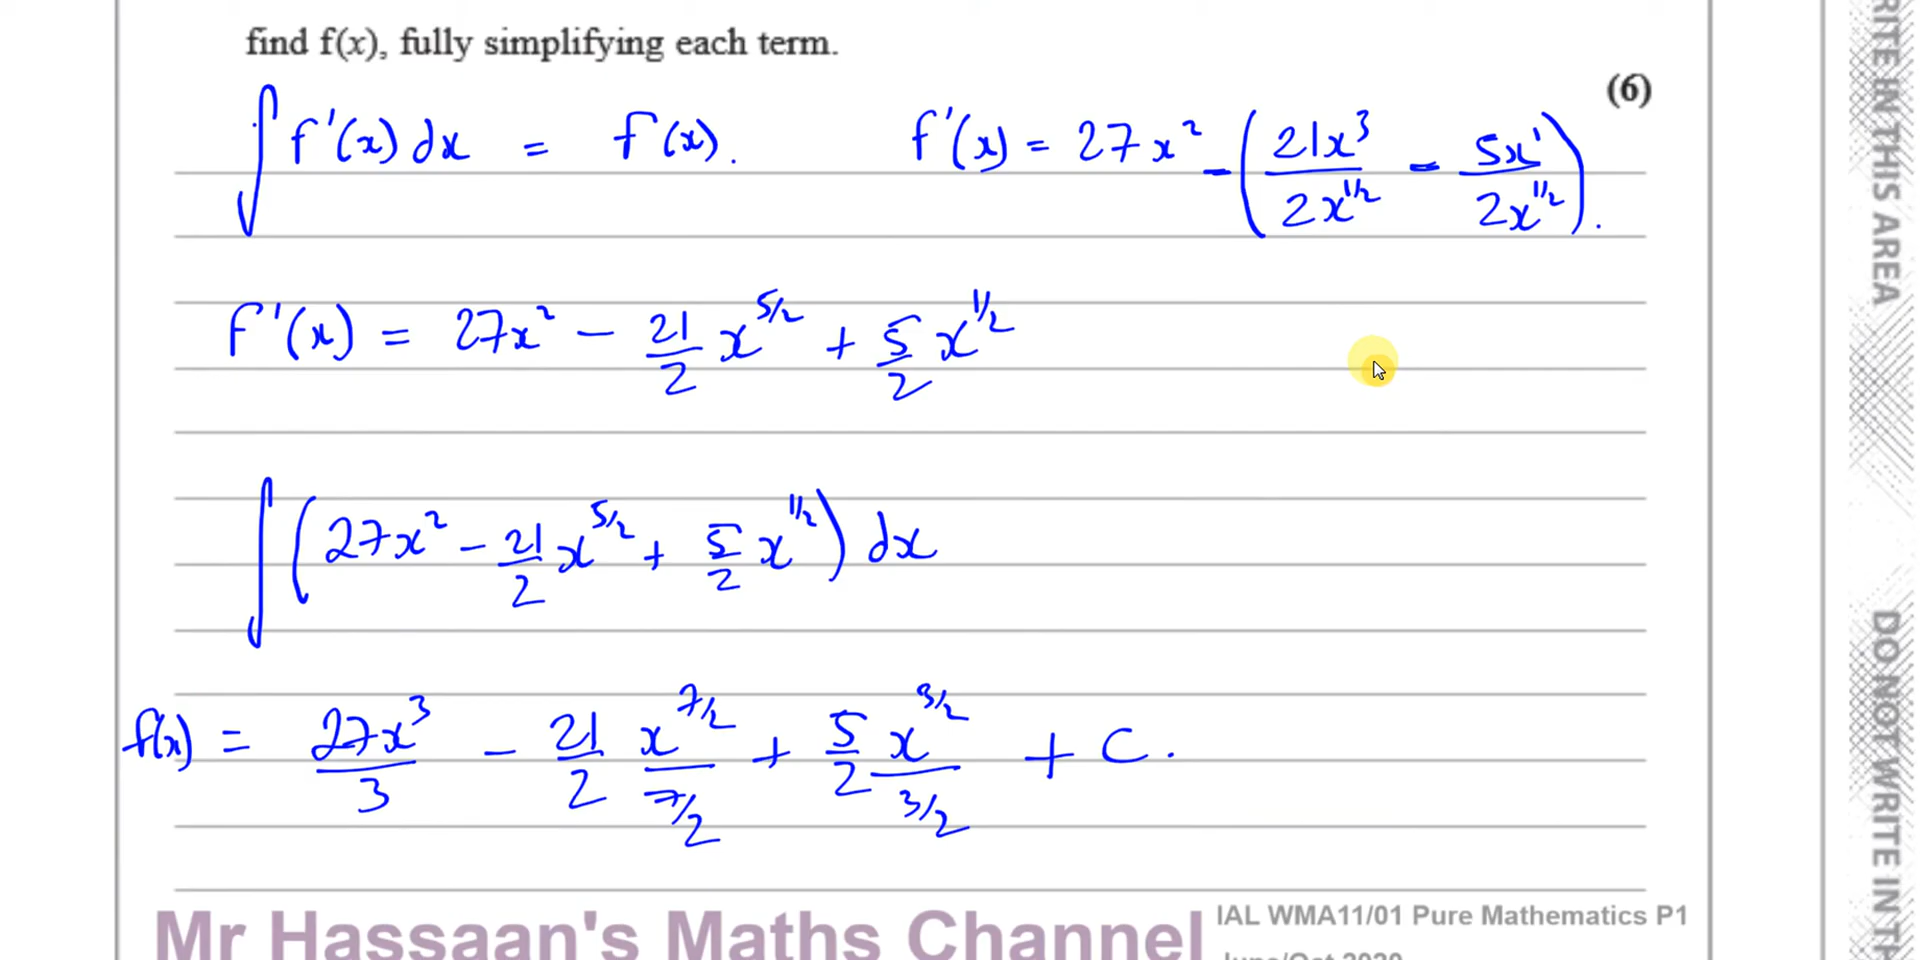 find f(x), fully simplifying each term.
(6)
∫ f'(x) dx = f(x). f'(x) = 27x² - (21x³/2x^1/2 - 5x¹/2x^1/2).
f'(x) = 27x² - 21/2 x^5/2 + 5/2 x^1/2
∫ (27x² - 21/2 x^5/2 + 5/2 x^1/2) dx
f(x) = 27x³/3 - 21/2 x^7/2/7/2 + 5/2 x^3/2/3/2 + C.
Mr Hassaan's Maths Channel
IAL WMA11/01 Pure Mathematics P1
June/Oct 2020
RITE IN THIS AREA
DO NOT WRITE IN TH